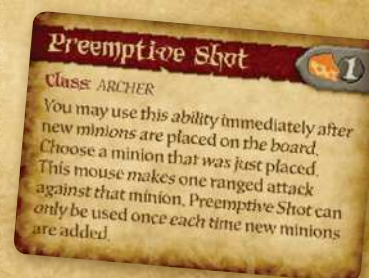 Preemptive Shot
1
Class: ARCHER
You may use this ability immediately after
new minions are placed on the board.
Choose a minion that was just placed.
This mouse makes one ranged attack
against that minion. Preemptive Shot can
only be used once each time new minions
are added.